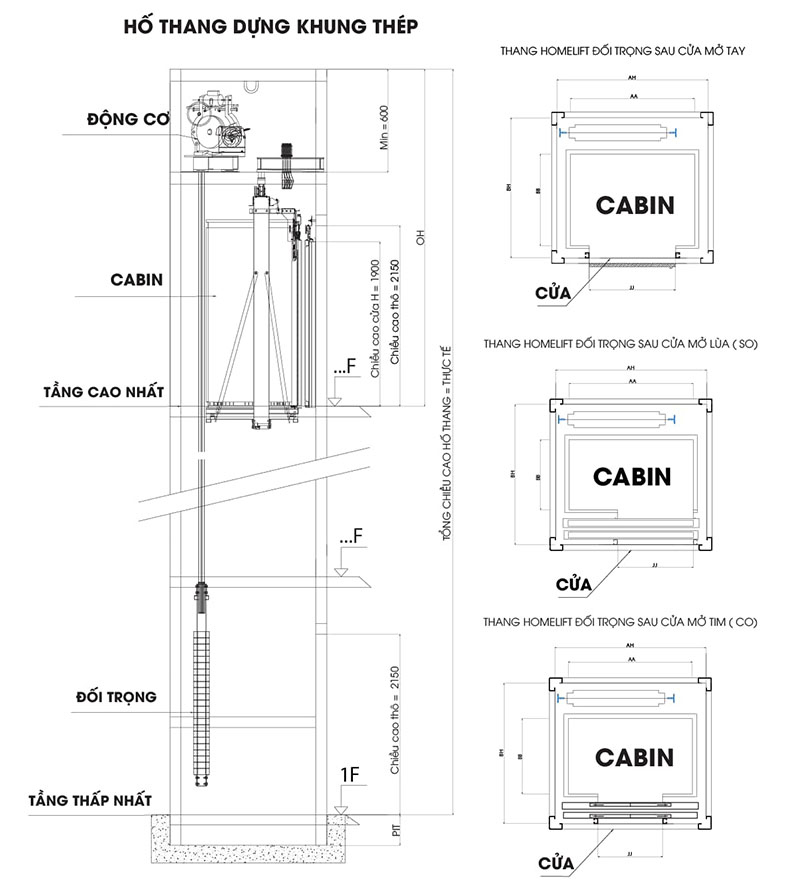 HỐ THANG DỰNG KHUNG THÉP
ĐỘNG CƠ
CABIN
TẦNG CAO NHẤT
ĐỐI TRỌNG
TẦNG THẤP NHẤT
Min = 600
OH
Chiều cao cửa H = 1900
Chiều cao thô = 2150
...F
TỔNG CHIỀU CAO HỐ THANG = THỰC TẾ
...F
Chiều cao thô = 2150
1F
PIT
THANG HOMELIFT ĐỐI TRỌNG SAU CỬA MỞ TAY
AH
AA
BH
BB
CABIN
CỬA
JJ
THANG HOMELIFT ĐỐI TRỌNG SAU CỬA MỞ LÙA ( SO)
AH
AA
BH
BB
CABIN
JJ
CỬA
THANG HOMELIFT ĐỐI TRỌNG SAU CỬA MỞ TIM ( CO)
AH
AA
BH
BB
CABIN
JJ
CỬA